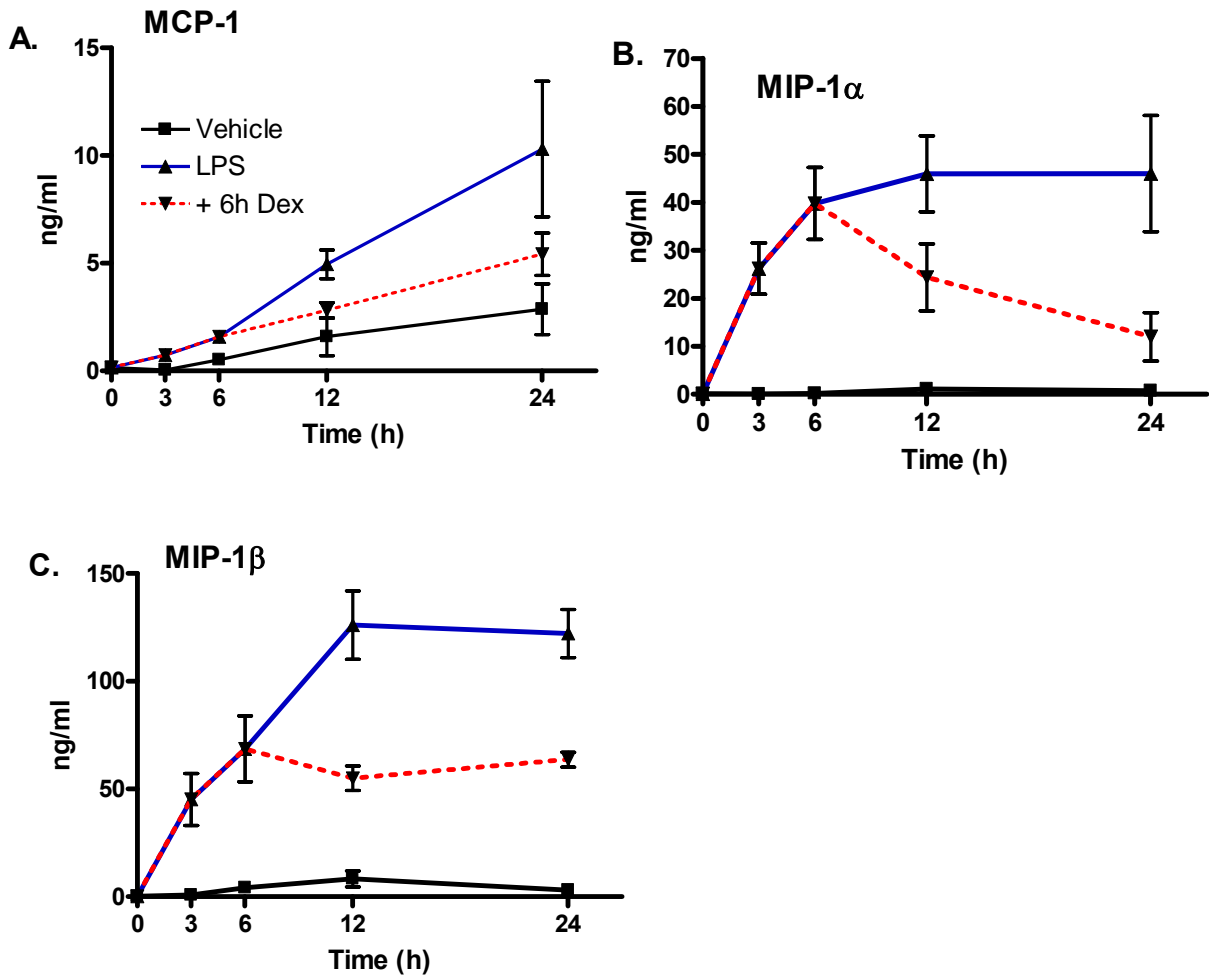 A.
MCP-1
15
10
5
0
ng/ml
Vehicle
LPS
+ 6h Dex
0 3 6 12 24
Time (h)
B.
MIP-1α
70
60
50
40
30
20
10
0
ng/ml
0 3 6 12 24
Time (h)
C.
MIP-1β
150
100
50
0
ng/ml
0 3 6 12 24
Time (h)